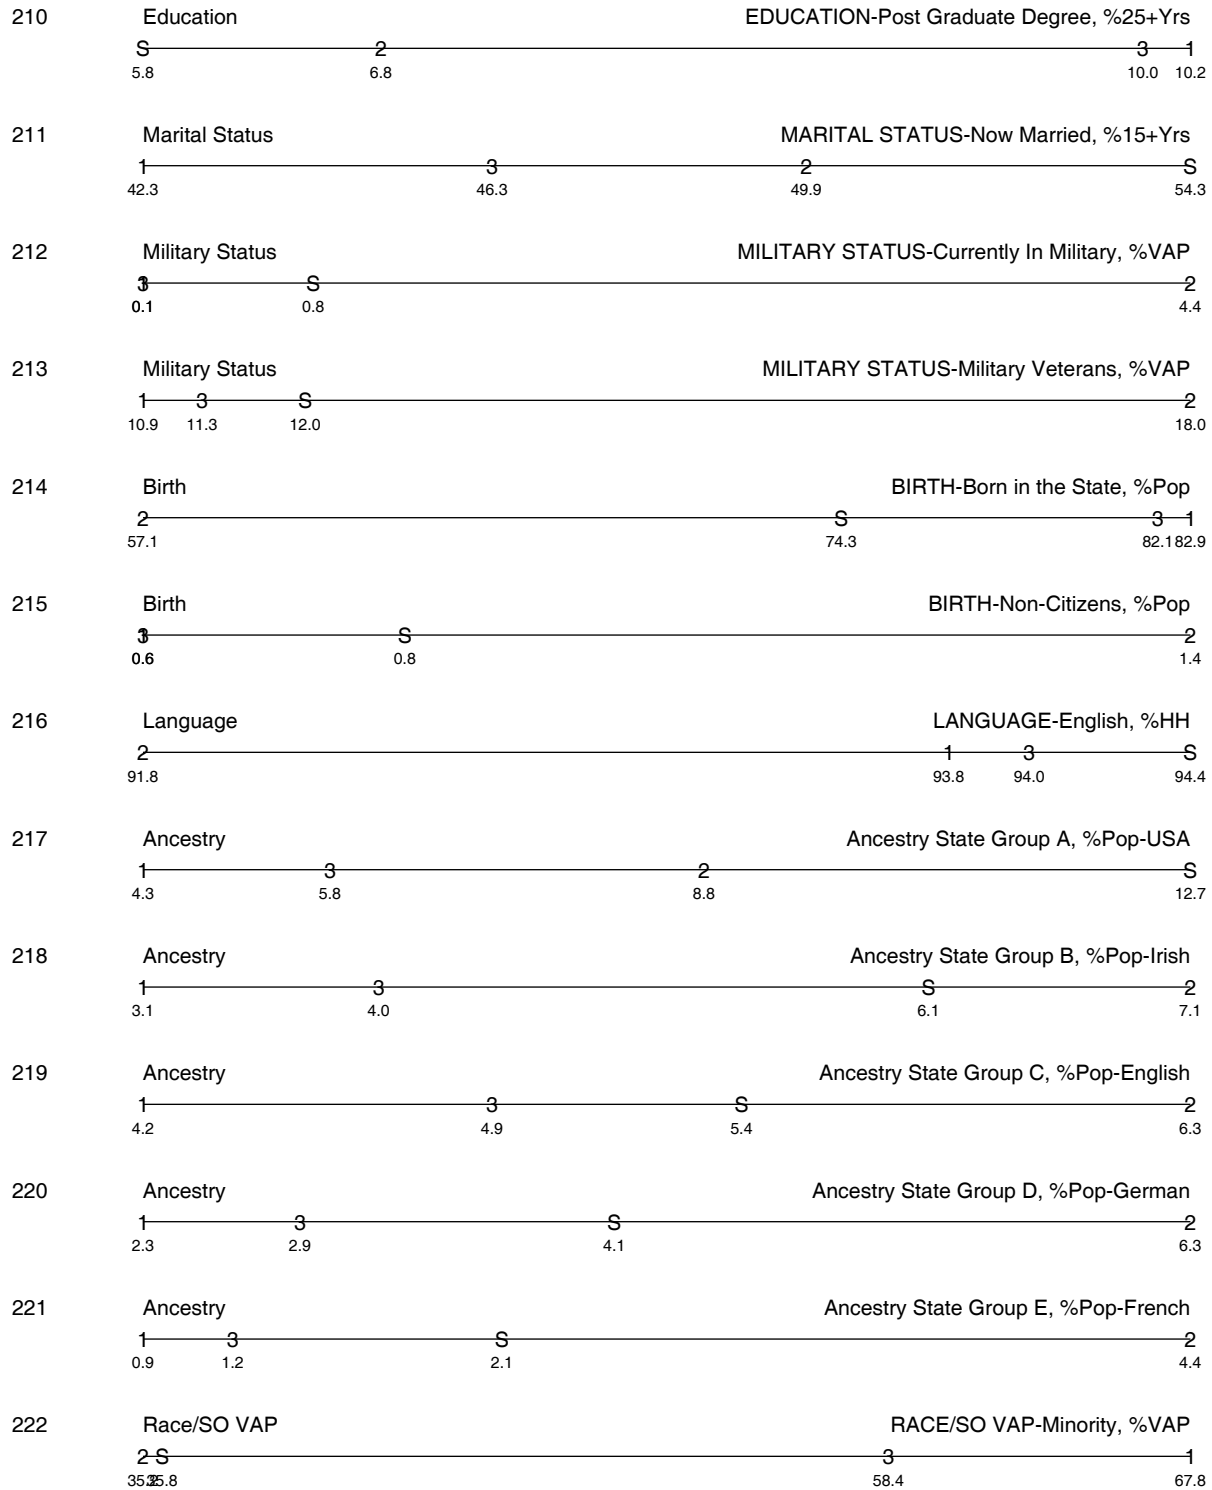 210 Education EDUCATION-Post Graduate Degree, %25+Yrs
S 2 3 1
5.8 6.8 10.0 10.2
211 Marital Status MARITAL STATUS-Now Married, %15+Yrs
1 3 2 S
42.3 46.3 49.9 54.3
212 Military Status MILITARY STATUS-Currently In Military, %VAP
1 3 S 2
0.1 0.8 4.4
213 Military Status MILITARY STATUS-Military Veterans, %VAP
1 3 S 2
10.9 11.3 12.0 18.0
214 Birth BIRTH-Born in the State, %Pop
2 S 3 1
57.1 74.3 82.1 82.9
215 Birth BIRTH-Non-Citizens, %Pop
1 3 S 2
0.6 0.8 1.4
216 Language LANGUAGE-English, %HH
2 1 3 S
91.8 93.8 94.0 94.4
217 Ancestry Ancestry State Group A, %Pop-USA
1 3 2 S
4.3 5.8 8.8 12.7
218 Ancestry Ancestry State Group B, %Pop-Irish
1 3 S 2
3.1 4.0 6.1 7.1
219 Ancestry Ancestry State Group C, %Pop-English
1 3 S 2
4.2 4.9 5.4 6.3
220 Ancestry Ancestry State Group D, %Pop-German
1 3 S 2
2.3 2.9 4.1 6.3
221 Ancestry Ancestry State Group E, %Pop-French
1 3 S 2
0.9 1.2 2.1 4.4
222 Race/SO VAP RACE/SO VAP-Minority, %VAP
2 S 3 1
35.8 58.4 67.8